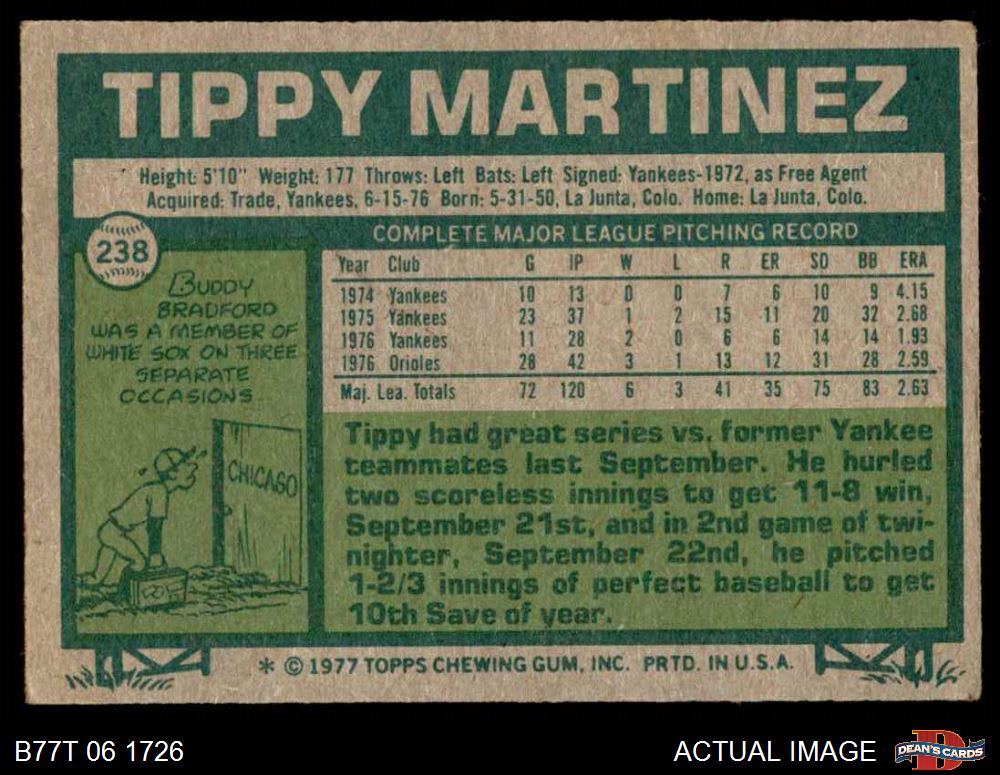 TIPPY MARTINEZ
Height: 5'10" Weight: 177 Throws: Left Bats: Left Signed: Yankees-1972, as Free Agent
Acquired: Trade, Yankees, 6-15-76 Born: 5-31-50, La Junta, Colo. Home: La Junta, Colo.
238
BUDDY
BRADFORD
WAS A MEMBER OF
WHITE SOX ON THREE
SEPARATE
OCCASIONS
CHICAGO
COMPLETE MAJOR LEAGUE PITCHING RECORD
Year Club G IP W L R ER SO BB ERA
1974 Yankees 10 13 0 0 7 6 10 9 4.15
1975 Yankees 23 37 1 2 15 11 20 32 2.68
1976 Yankees 11 28 2 0 6 6 14 14 1.93
1976 Orioles 28 42 3 1 13 12 31 28 2.59
Maj. Lea. Totals 72 120 6 3 41 35 75 83 2.63
Tippy had great series vs. former Yankee
teammates last September. He hurled
two scoreless innings to get 11-8 win,
September 21st, and in 2nd game of twi-
nighter, September 22nd, he pitched
1-2/3 innings of perfect baseball to get
10th Save of year.
* © 1977 TOPPS CHEWING GUM, INC. PRTD. IN U.S.A.
B77T 06 1726
ACTUAL IMAGE
DEAN'S CARDS